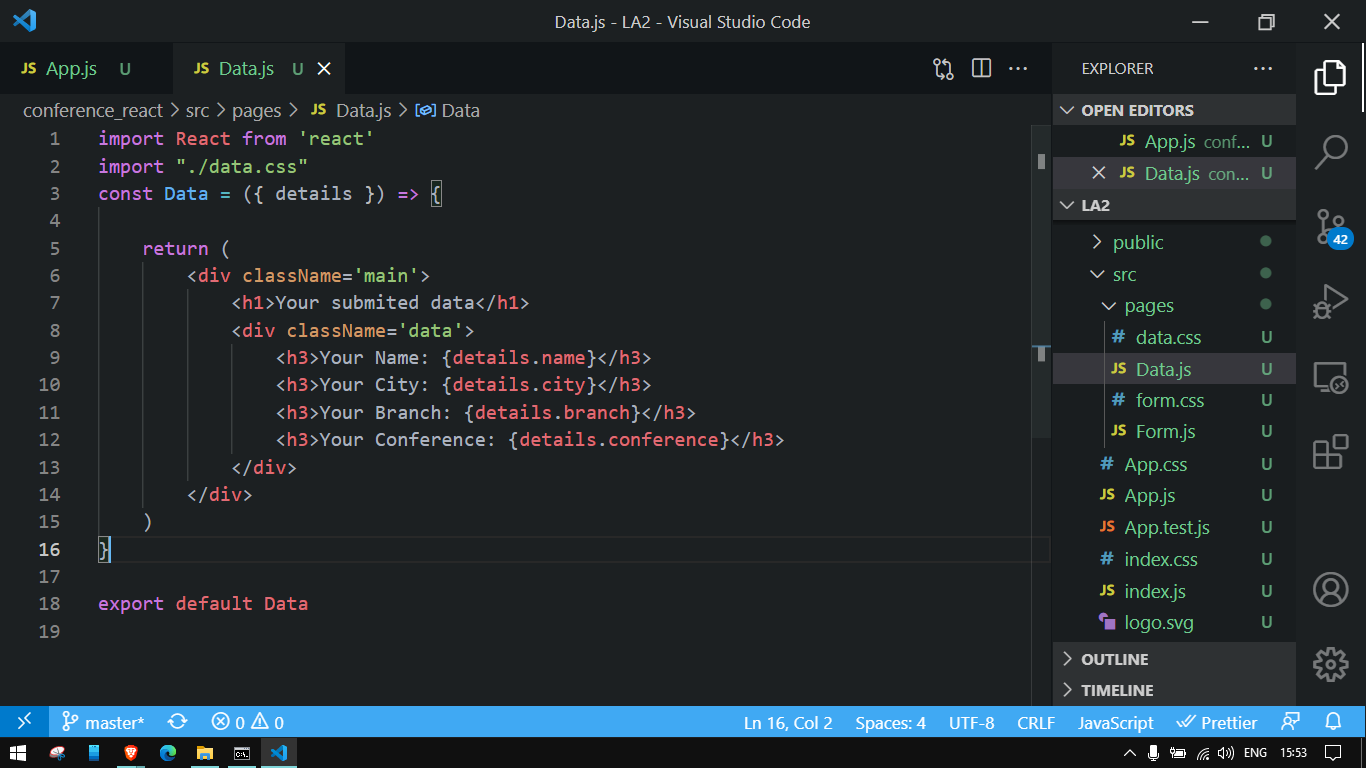 Data.js - LA2 - Visual Studio Code
JS App.js U JS Data.js U
conference_react > src > pages > JS Data.js > Data
1 import React from 'react'
2 import "./data.css"
3 const Data = ({ details }) => {
4
5 return (
6 <div className='main'>
7 <h1>Your submited data</h1>
8 <div className='data'>
9 <h3>Your Name: {details.name}</h3>
10 <h3>Your City: {details.city}</h3>
11 <h3>Your Branch: {details.branch}</h3>
12 <h3>Your Conference: {details.conference}</h3>
13 </div>
14 </div>
15 )
16 }
17
18 export default Data
19
EXPLORER
OPEN EDITORS
JS App.js conf... U
JS Data.js con... U
LA2
public
src
pages
# data.css U
JS Data.js U
# form.css U
JS Form.js U
# App.css U
JS App.js U
JS App.test.js U
# index.css U
JS index.js U
logo.svg U
OUTLINE
TIMELINE
42
master* 0 0 Ln 16, Col 2 Spaces: 4 UTF-8 CRLF JavaScript Prettier
ENG 15:53